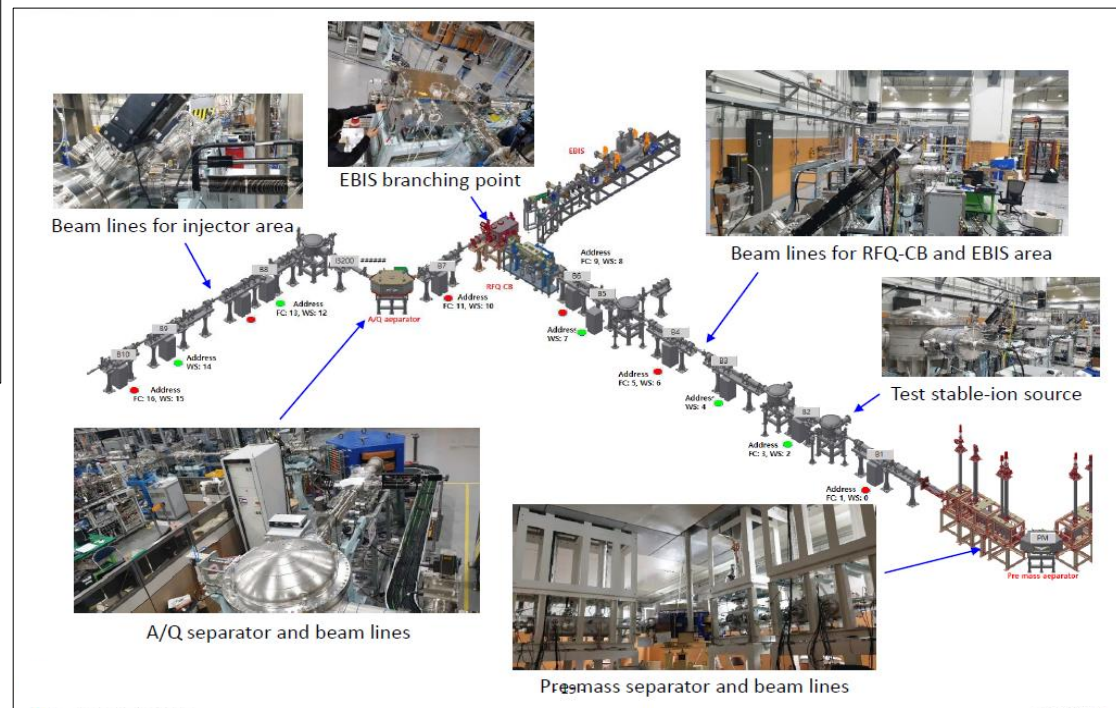 EBIS
EBIS branching point
Beam lines for injector area
Beam lines for RFQ-CB and EBIS area
Address
FC: 9, WS: 8
B8
######
B7
B6
RFQ CB
B5
Address
FC: 13, WS: 12
Address
FC: 11, WS: 10
A/Q aeparator
Address
WS: 7
B4
B9
Address
WS: 14
B10
Address
FC: 5, WS: 6
B3
Address
FC: 16, WS: 15
Address
WS: 4
Test stable-ion source
B2
Address
FC: 3, WS: 2
B1
Address
FC: 1, WS: 0
PM
Pre mass aeparator
A/Q separator and beam lines
Pre-mass separator and beam lines